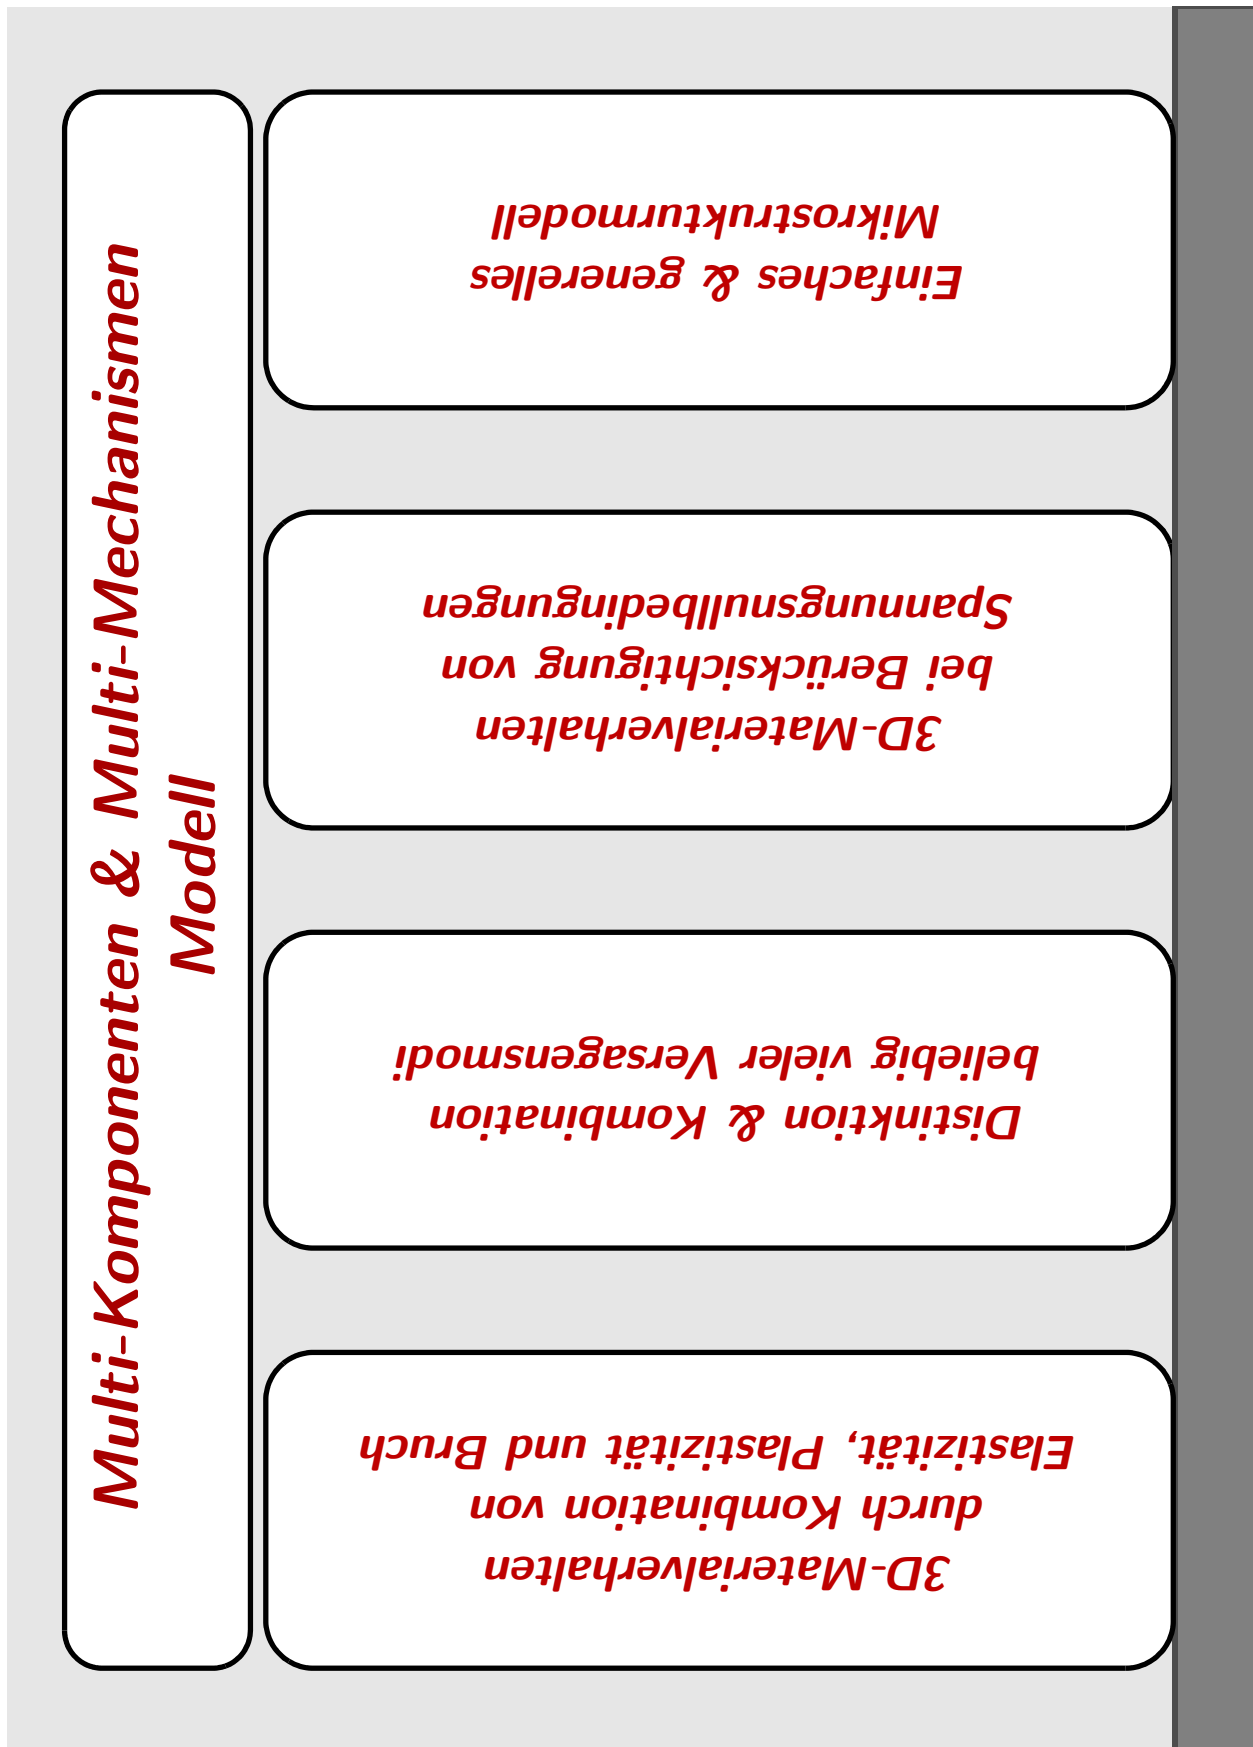 Multi-Komponenten & Multi-Mechanismen
Modell
3D-Materialverhalten
durch Kombination von
Elastizität, Plastizität und Bruch
Distinktion & Kombination
beliebig vieler Versagensmodi
3D-Materialverhalten
bei Berücksichtigung von
Spannungsnullbedingungen
Einfaches & generelles
Mikrostrukturmodell